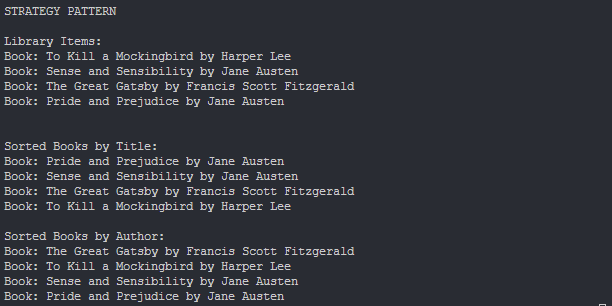 STRATEGY PATTERN
Library Items:
Book: To Kill a Mockingbird by Harper Lee
Book: Sense and Sensibility by Jane Austen
Book: The Great Gatsby by Francis Scott Fitzgerald
Book: Pride and Prejudice by Jane Austen
Sorted Books by Title:
Book: Pride and Prejudice by Jane Austen
Book: Sense and Sensibility by Jane Austen
Book: The Great Gatsby by Francis Scott Fitzgerald
Book: To Kill a Mockingbird by Harper Lee
Sorted Books by Author:
Book: The Great Gatsby by Francis Scott Fitzgerald
Book: To Kill a Mockingbird by Harper Lee
Book: Sense and Sensibility by Jane Austen
Book: Pride and Prejudice by Jane Austen